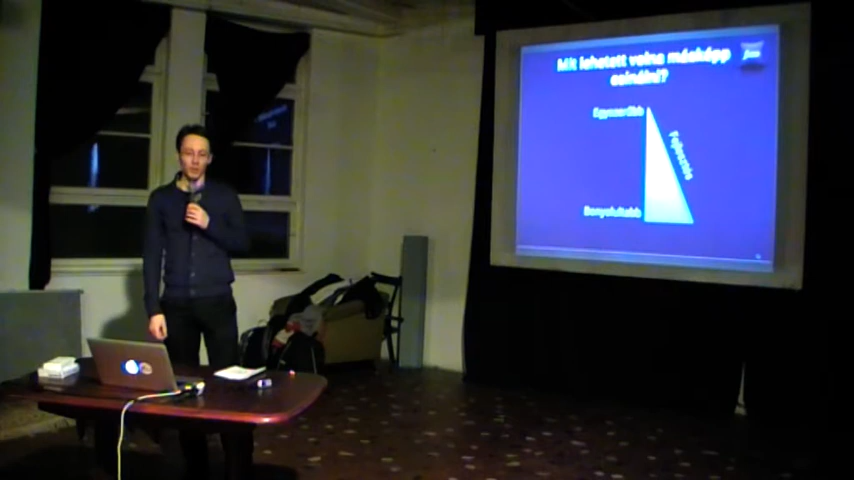 Mit lehetett volna másképp
csinálni?
Egyszerűbb
Fejlesztés
Bonyolultabb